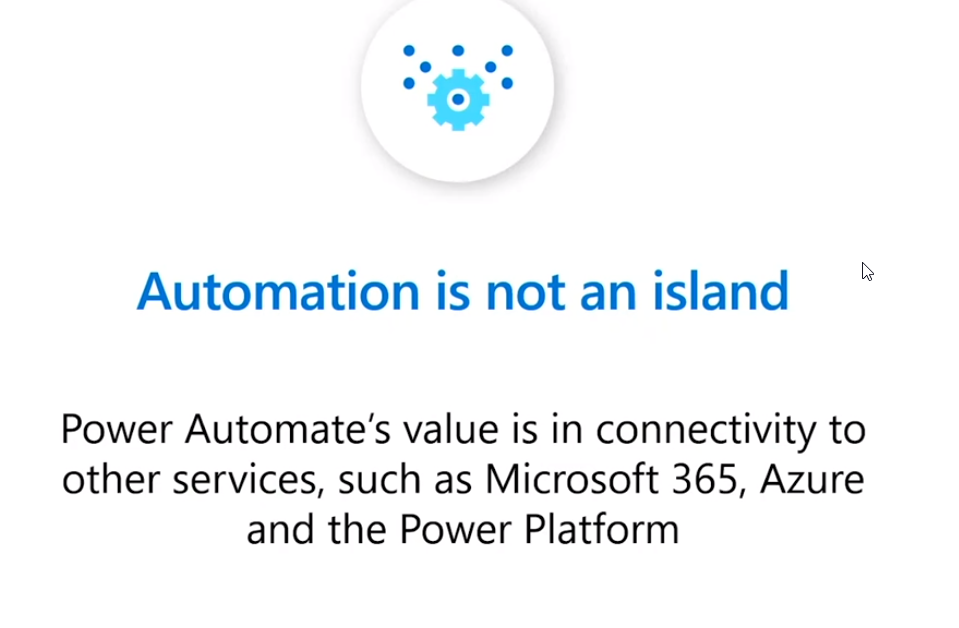 Automation is not an island
Power Automate’s value is in connectivity to
other services, such as Microsoft 365, Azure
and the Power Platform